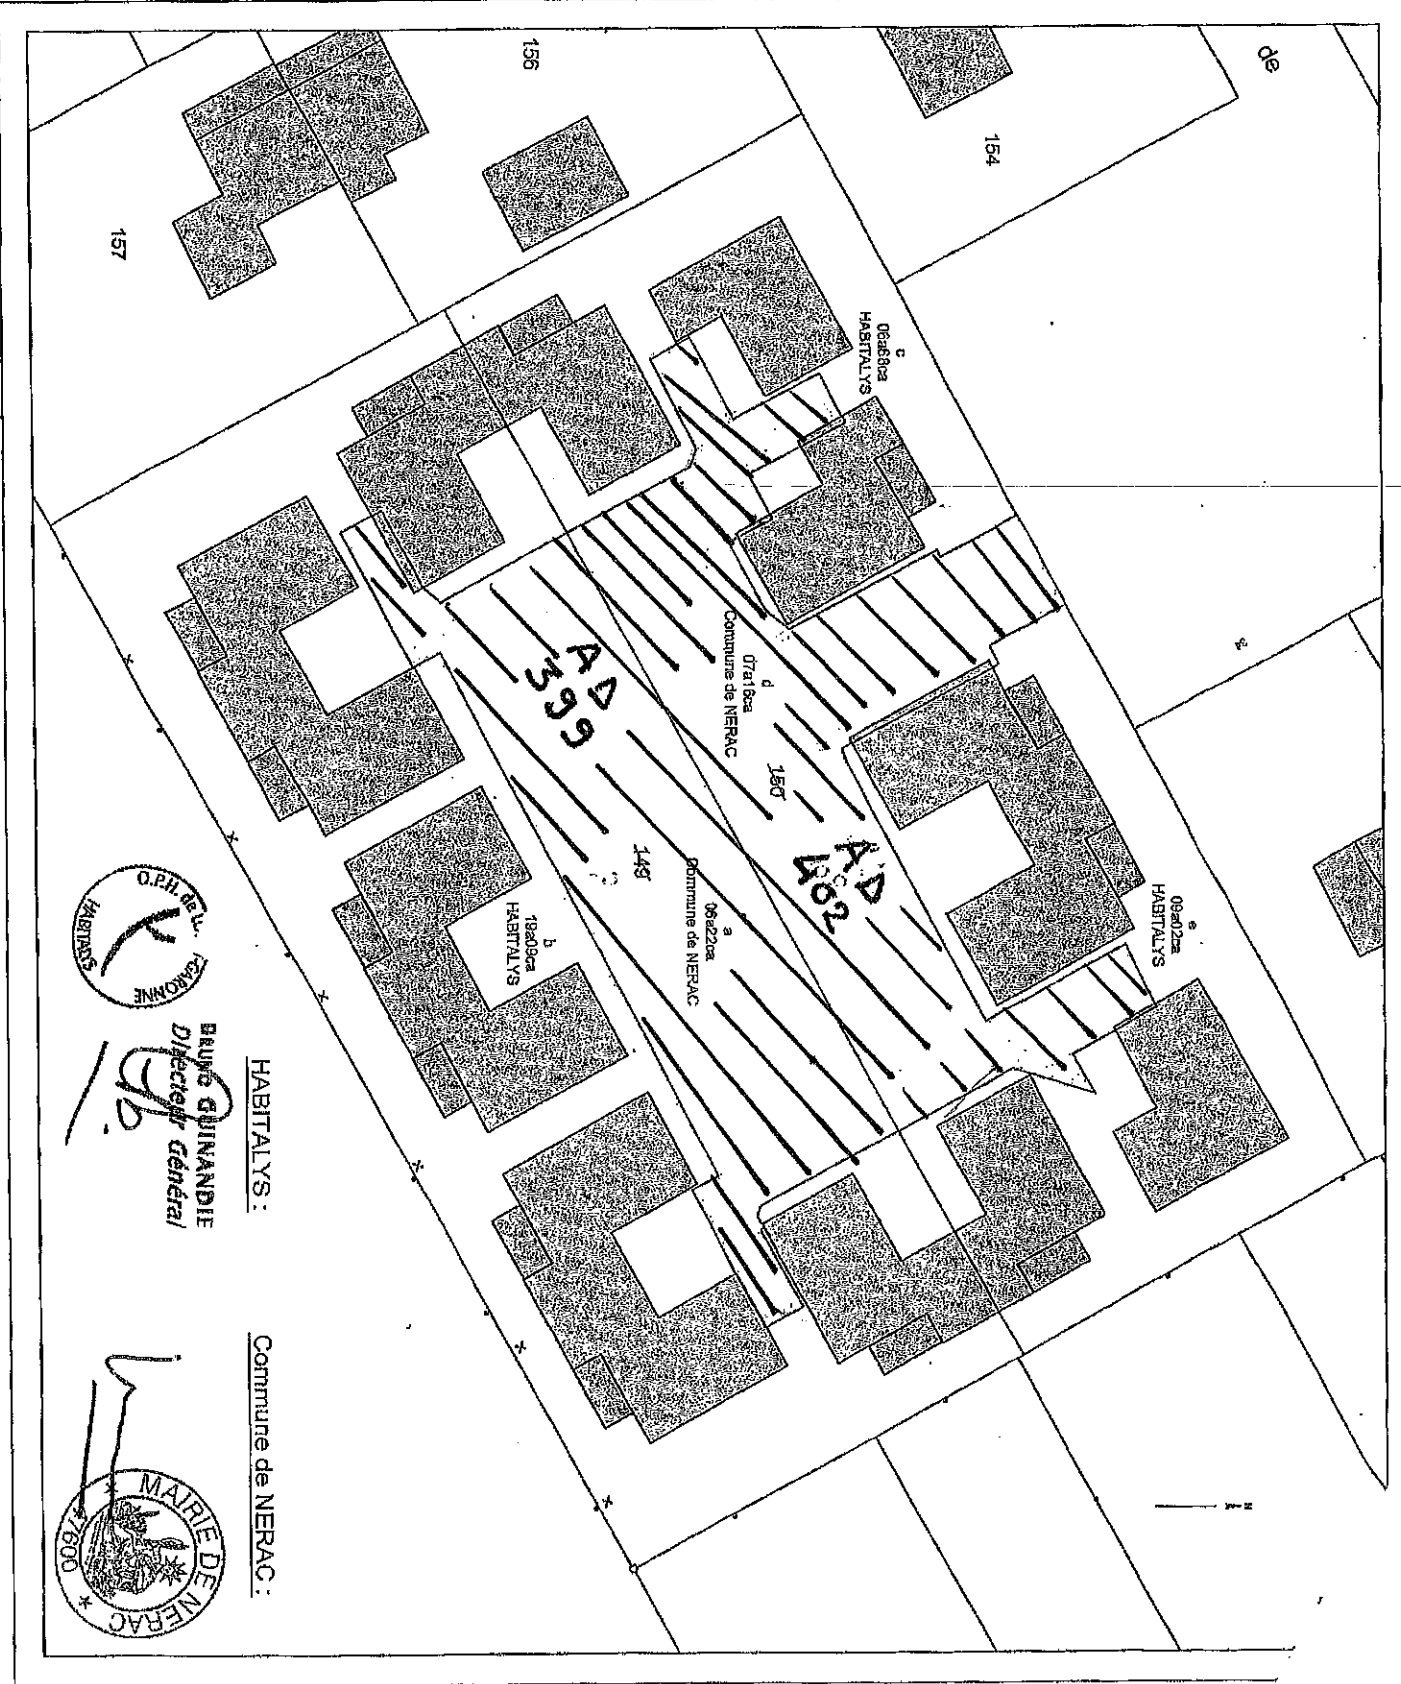 de
156
154
157
c
06a68ca
HABITALYS
d
07a16ca
Commune de NERAC
150
AD
399
AD
402
149
a
06a22ca
Commune de NERAC
e
09a02ca
HABITALYS
b
19a09ca
HABITALYS
HABITALYS :
BRUNO GUINANDIE
Directeur Général
O.P.H. de L. GARONNE
HABITALYS
Commune de NERAC :
MAIRIE DE NERAC
* 47600 *
N